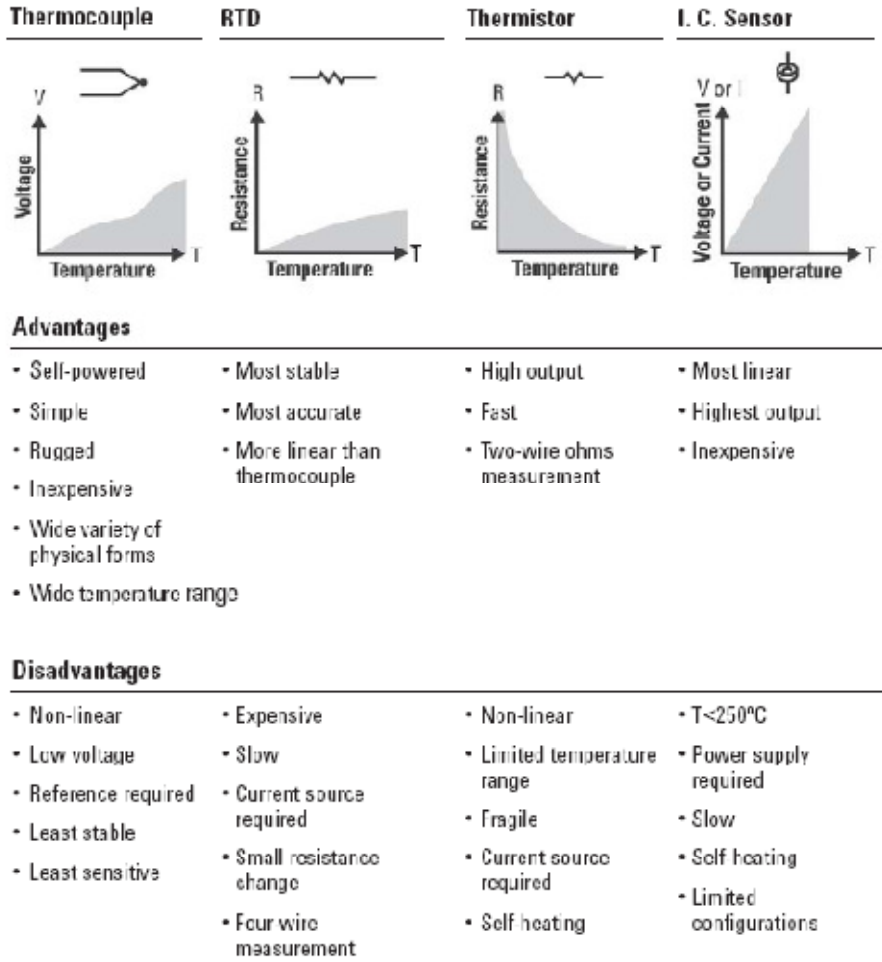 Thermocouple
RTD
Thermistor
I. C. Sensor
V
Voltage
T
Temperature
R
Resistance
T
Temperature
R
Resistance
T
Temperature
V or I
Voltage or Current
T
Temperature
Advantages
• Self-powered
• Simple
• Rugged
• Inexpensive
• Wide variety of
physical forms
• Wide temperature range
• Most stable
• Most accurate
• More linear than
thermocouple
• High output
• Fast
• Two-wire ohms
measurement
• Most linear
• Highest output
• Inexpensive
Disadvantages
• Non-linear
• Low voltage
• Reference required
• Least stable
• Least sensitive
• Expensive
• Slow
• Current source
required
• Small resistance
change
• Four wire
measurement
• Non-linear
• Limited temperature
range
• Fragile
• Current source
required
• Self-heating
• T<250ºC
• Power supply
required
• Slow
• Self heating
• Limited
configurations